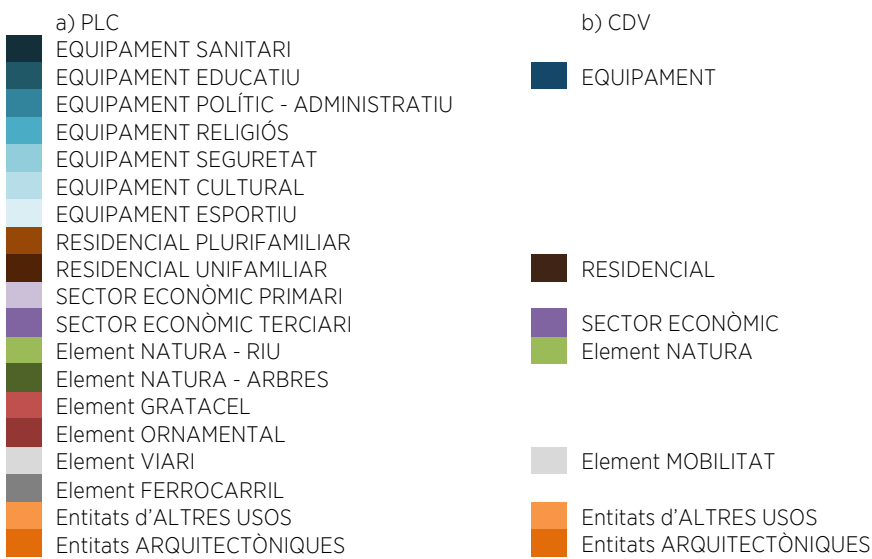 a) PLC
EQUIPAMENT SANITARI
EQUIPAMENT EDUCATIU
EQUIPAMENT POLÍTIC - ADMINISTRATIU
EQUIPAMENT RELIGIÓS
EQUIPAMENT SEGURETAT
EQUIPAMENT CULTURAL
EQUIPAMENT ESPORTIU
RESIDENCIAL PLURIFAMILIAR
RESIDENCIAL UNIFAMILIAR
SECTOR ECONÒMIC PRIMARI
SECTOR ECONÒMIC TERCIARI
Element NATURA - RIU
Element NATURA - ARBRES
Element GRATACEL
Element ORNAMENTAL
Element VIARI
Element FERROCARRIL
Entitats d’ALTRES USOS
Entitats ARQUITECTÒNIQUES
b) CDV
EQUIPAMENT
RESIDENCIAL
SECTOR ECONÒMIC
Element NATURA
Element MOBILITAT
Entitats d’ALTRES USOS
Entitats ARQUITECTÒNIQUES